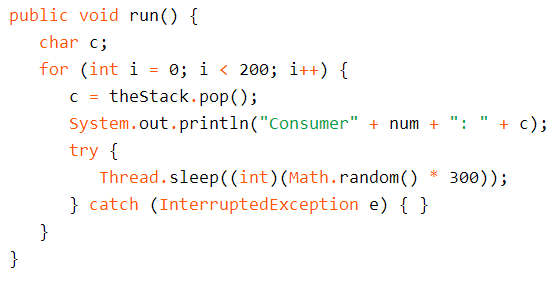 public void run() {
   char c;
   for (int i = 0; i < 200; i++) {
      c = theStack.pop();
      System.out.println("Consumer" + num + ": " + c);
      try {
         Thread.sleep((int)(Math.random() * 300));
      } catch (InterruptedException e) { }
   }
}